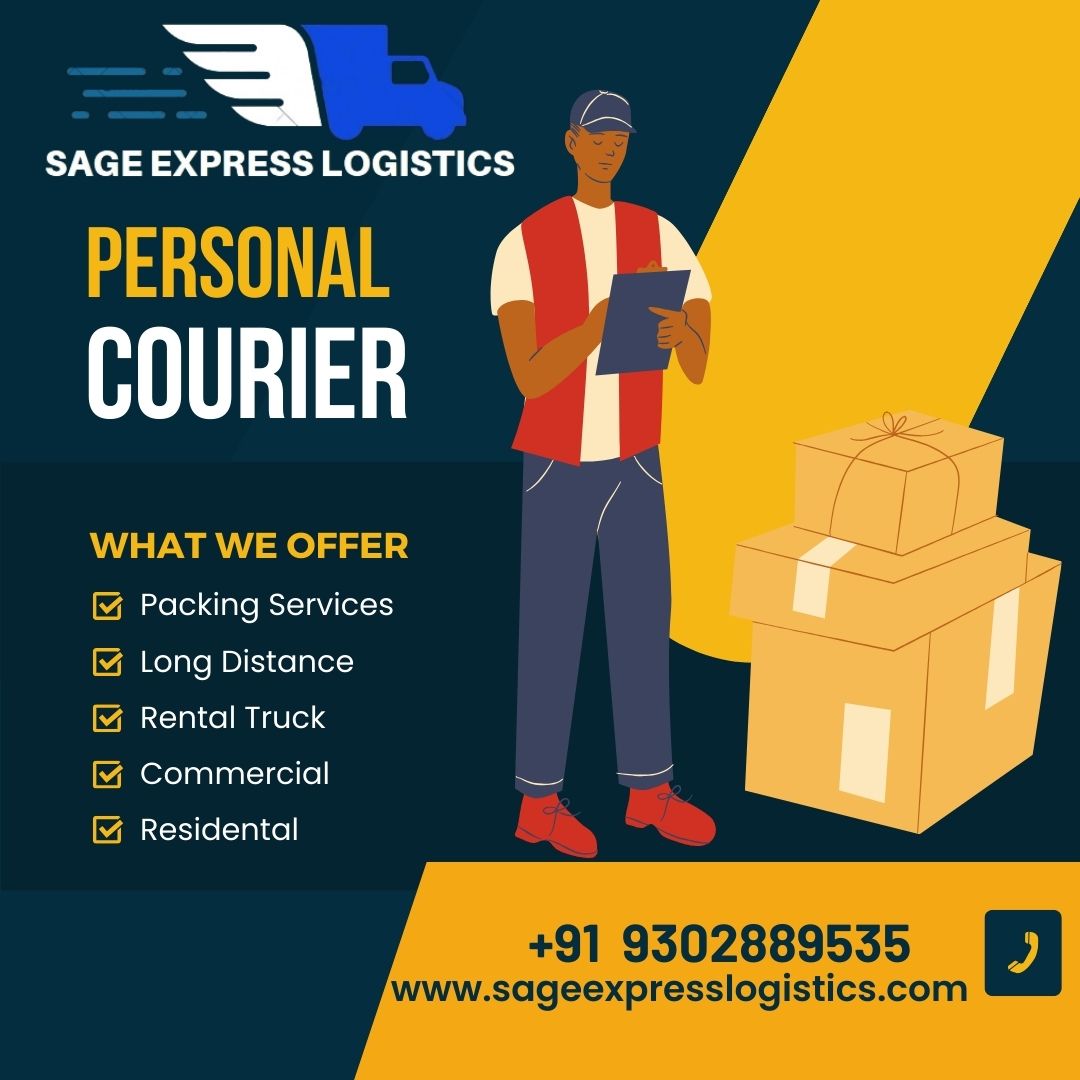 SAGE EXPRESS LOGISTICS
PERSONAL
COURIER
WHAT WE OFFER
Packing Services
Long Distance
Rental Truck
Commercial
Residental
+91 9302889535
www.sageexpresslogistics.com